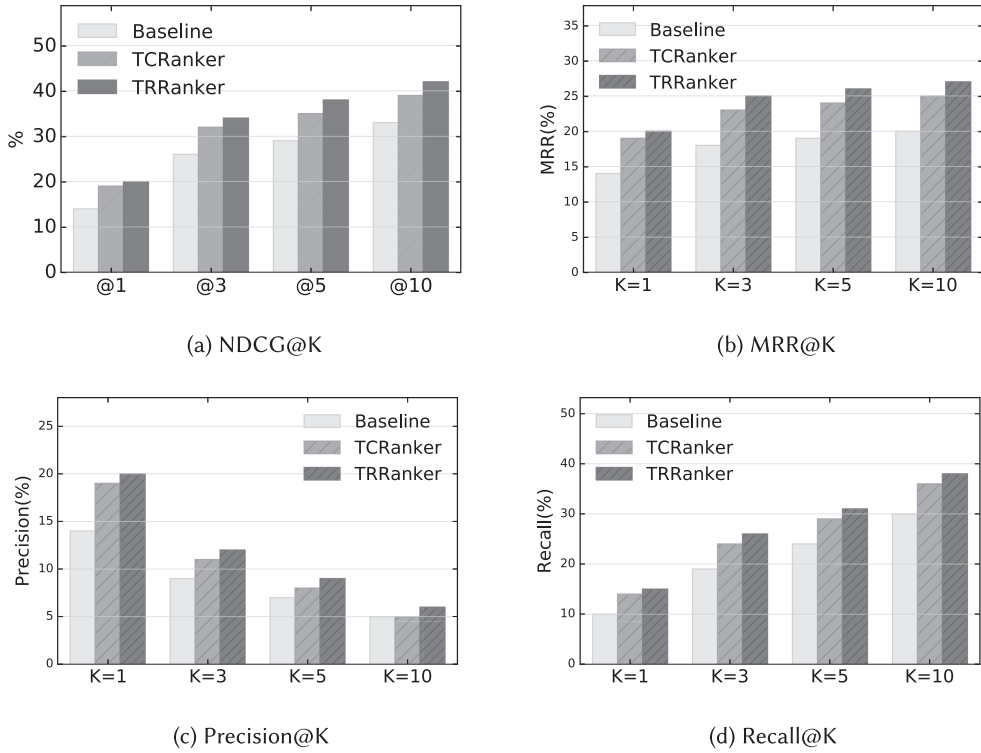 50
40
30
20
10
0
%
Baseline
TCRanker
TRRanker
@1 @3 @5 @10
(a) NDCG@K
35
30
25
20
15
10
5
0
MRR(%)
Baseline
TCRanker
TRRanker
K=1 K=3 K=5 K=10
(b) MRR@K
25
20
15
10
5
0
Precision(%)
Baseline
TCRanker
TRRanker
K=1 K=3 K=5 K=10
(c) Precision@K
50
40
30
20
10
0
Recall(%)
Baseline
TCRanker
TRRanker
K=1 K=3 K=5 K=10
(d) Recall@K